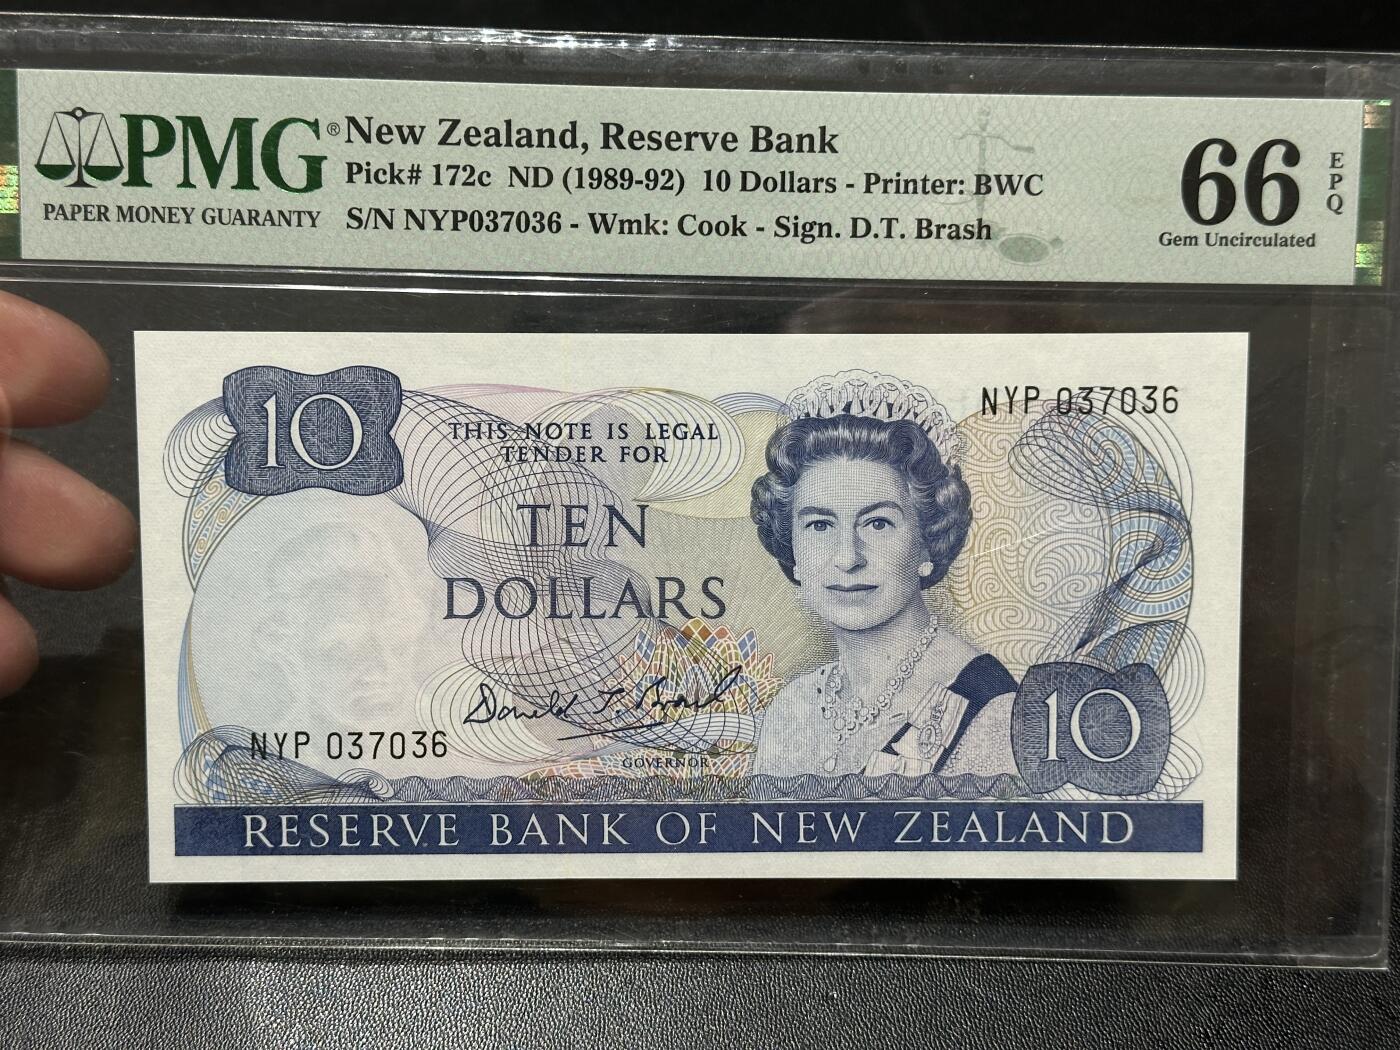 PMG®
PAPER MONEY GUARANTY
New Zealand, Reserve Bank
Pick# 172c ND (1989-92) 10 Dollars - Printer: BWC
S/N NYP037036 - Wmk: Cook - Sign. D.T. Brash
66
EPQ
Gem Uncirculated
10
THIS NOTE IS LEGAL
TENDER FOR
NYP 037036
TEN
DOLLARS
Donald T. Brash
NYP 037036
GOVERNOR
10
RESERVE BANK OF NEW ZEALAND